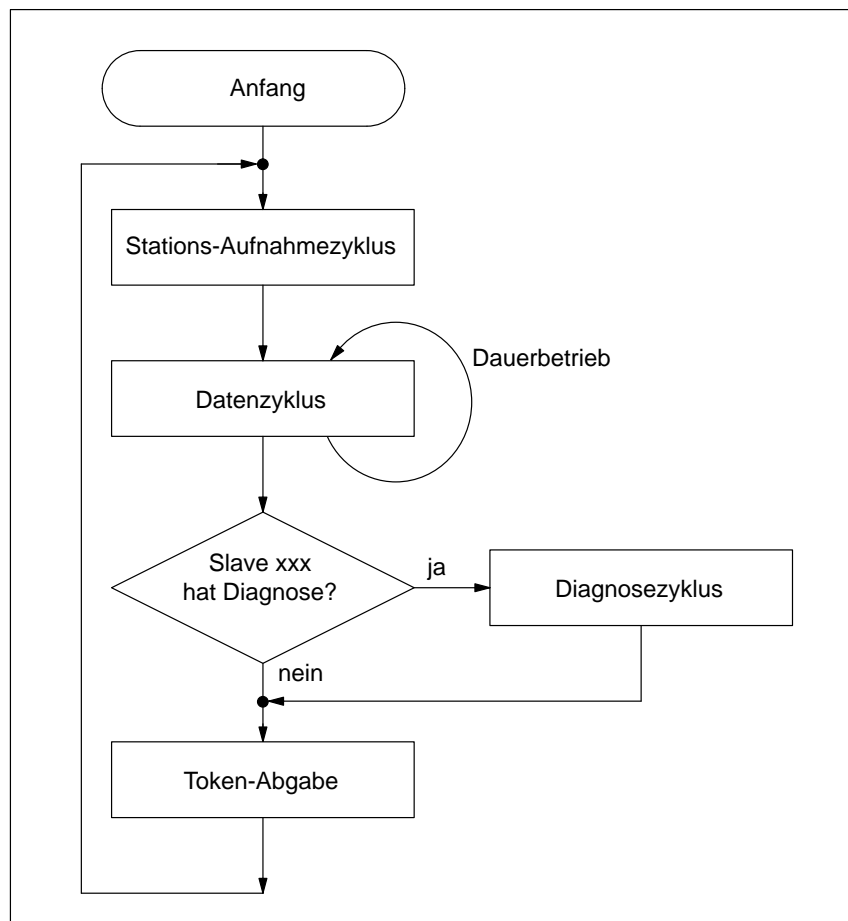 Anfang
Stations-Aufnahmezyklus
Dauerbetrieb
Datenzyklus
Slave xxx
hat Diagnose?
ja
Diagnosezyklus
nein
Token-Abgabe